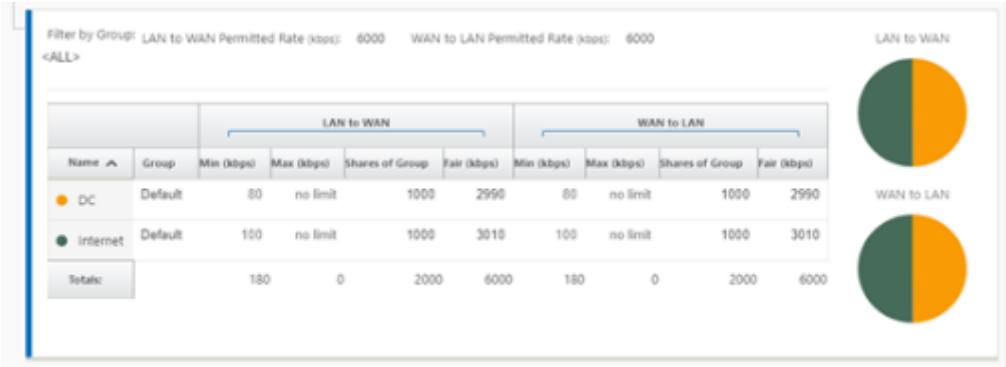 Filter by Group: LAN to WAN Permitted Rate (kbps): 6000 WAN to LAN Permitted Rate (kbps): 6000
<ALL>
LAN to WAN
LAN to WAN WAN to LAN
Name Group Min (kbps) Max (kbps) Shares of Group Fair (kbps) Min (kbps) Max (kbps) Shares of Group Fair (kbps)
DC Default 80 no limit 1000 2990 80 no limit 1000 2990
WAN to LAN
Internet Default 100 no limit 1000 3010 100 no limit 1000 3010
Totals: 180 0 2000 6000 180 0 2000 6000